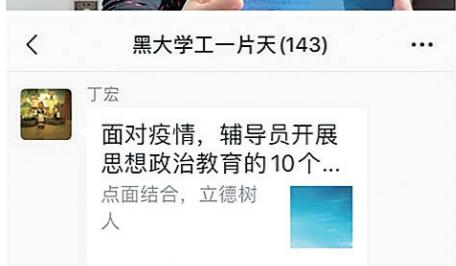 黑大学工一片天(143)
丁宏
面对疫情，辅导员开展
思想政治教育的10个...
点面结合，立德树
人